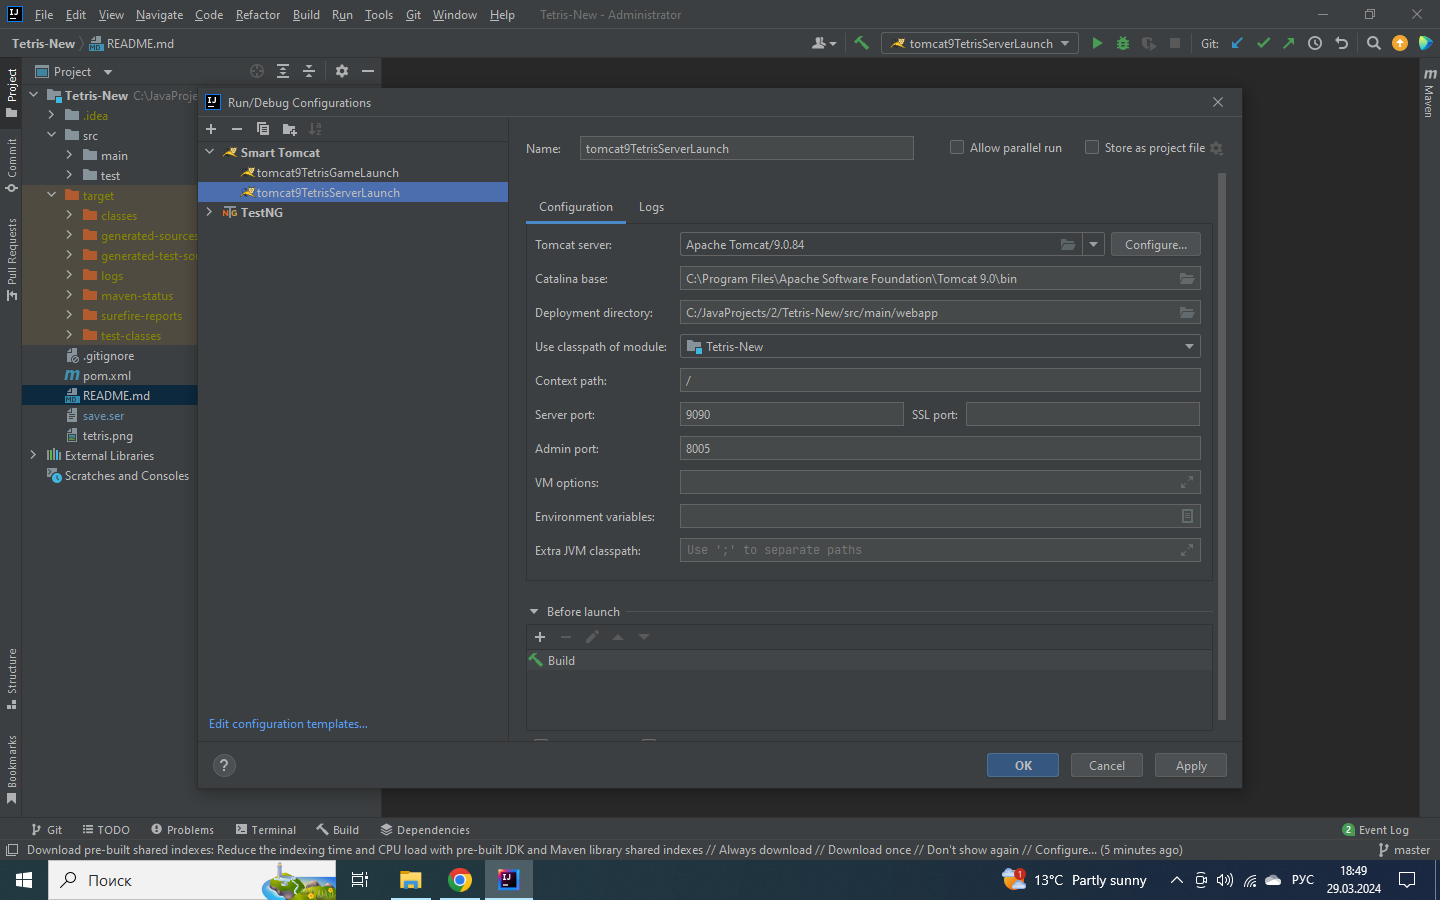 File Edit View Navigate Code Refactor Build Run Tools Git Window Help Tetris-New - Administrator
Tetris-New README.md tomcat9TetrisServerLaunch Git:
Project
Project
Commit
Pull Requests
Structure
Bookmarks
Maven
Tetris-New C:\JavaProje
.idea
src
main
test
target
classes
generated-sources
generated-test-sou
logs
maven-status
surefire-reports
test-classes
.gitignore
pom.xml
README.md
save.ser
tetris.png
External Libraries
Scratches and Consoles
Run/Debug Configurations
Smart Tomcat
tomcat9TetrisGameLaunch
tomcat9TetrisServerLaunch
TestNG
Edit configuration templates...
Name: tomcat9TetrisServerLaunch Allow parallel run Store as project file
Configuration Logs
Tomcat server: Apache Tomcat/9.0.84 Configure...
Catalina base: C:\Program Files\Apache Software Foundation\Tomcat 9.0\bin
Deployment directory: C:/JavaProjects/2/Tetris-New/src/main/webapp
Use classpath of module: Tetris-New
Context path: /
Server port: 9090 SSL port:
Admin port: 8005
VM options:
Environment variables:
Extra JVM classpath: Use ';' to separate paths
Before launch
Build
? OK Cancel Apply
Git TODO Problems Terminal Build Dependencies 2 Event Log
Download pre-built shared indexes: Reduce the indexing time and CPU load with pre-built JDK and Maven library shared indexes // Always download // Download once // Don't show again // Configure... (5 minutes ago) master
Поиск 1 13°C Partly sunny РУС 18:49
29.03.2024